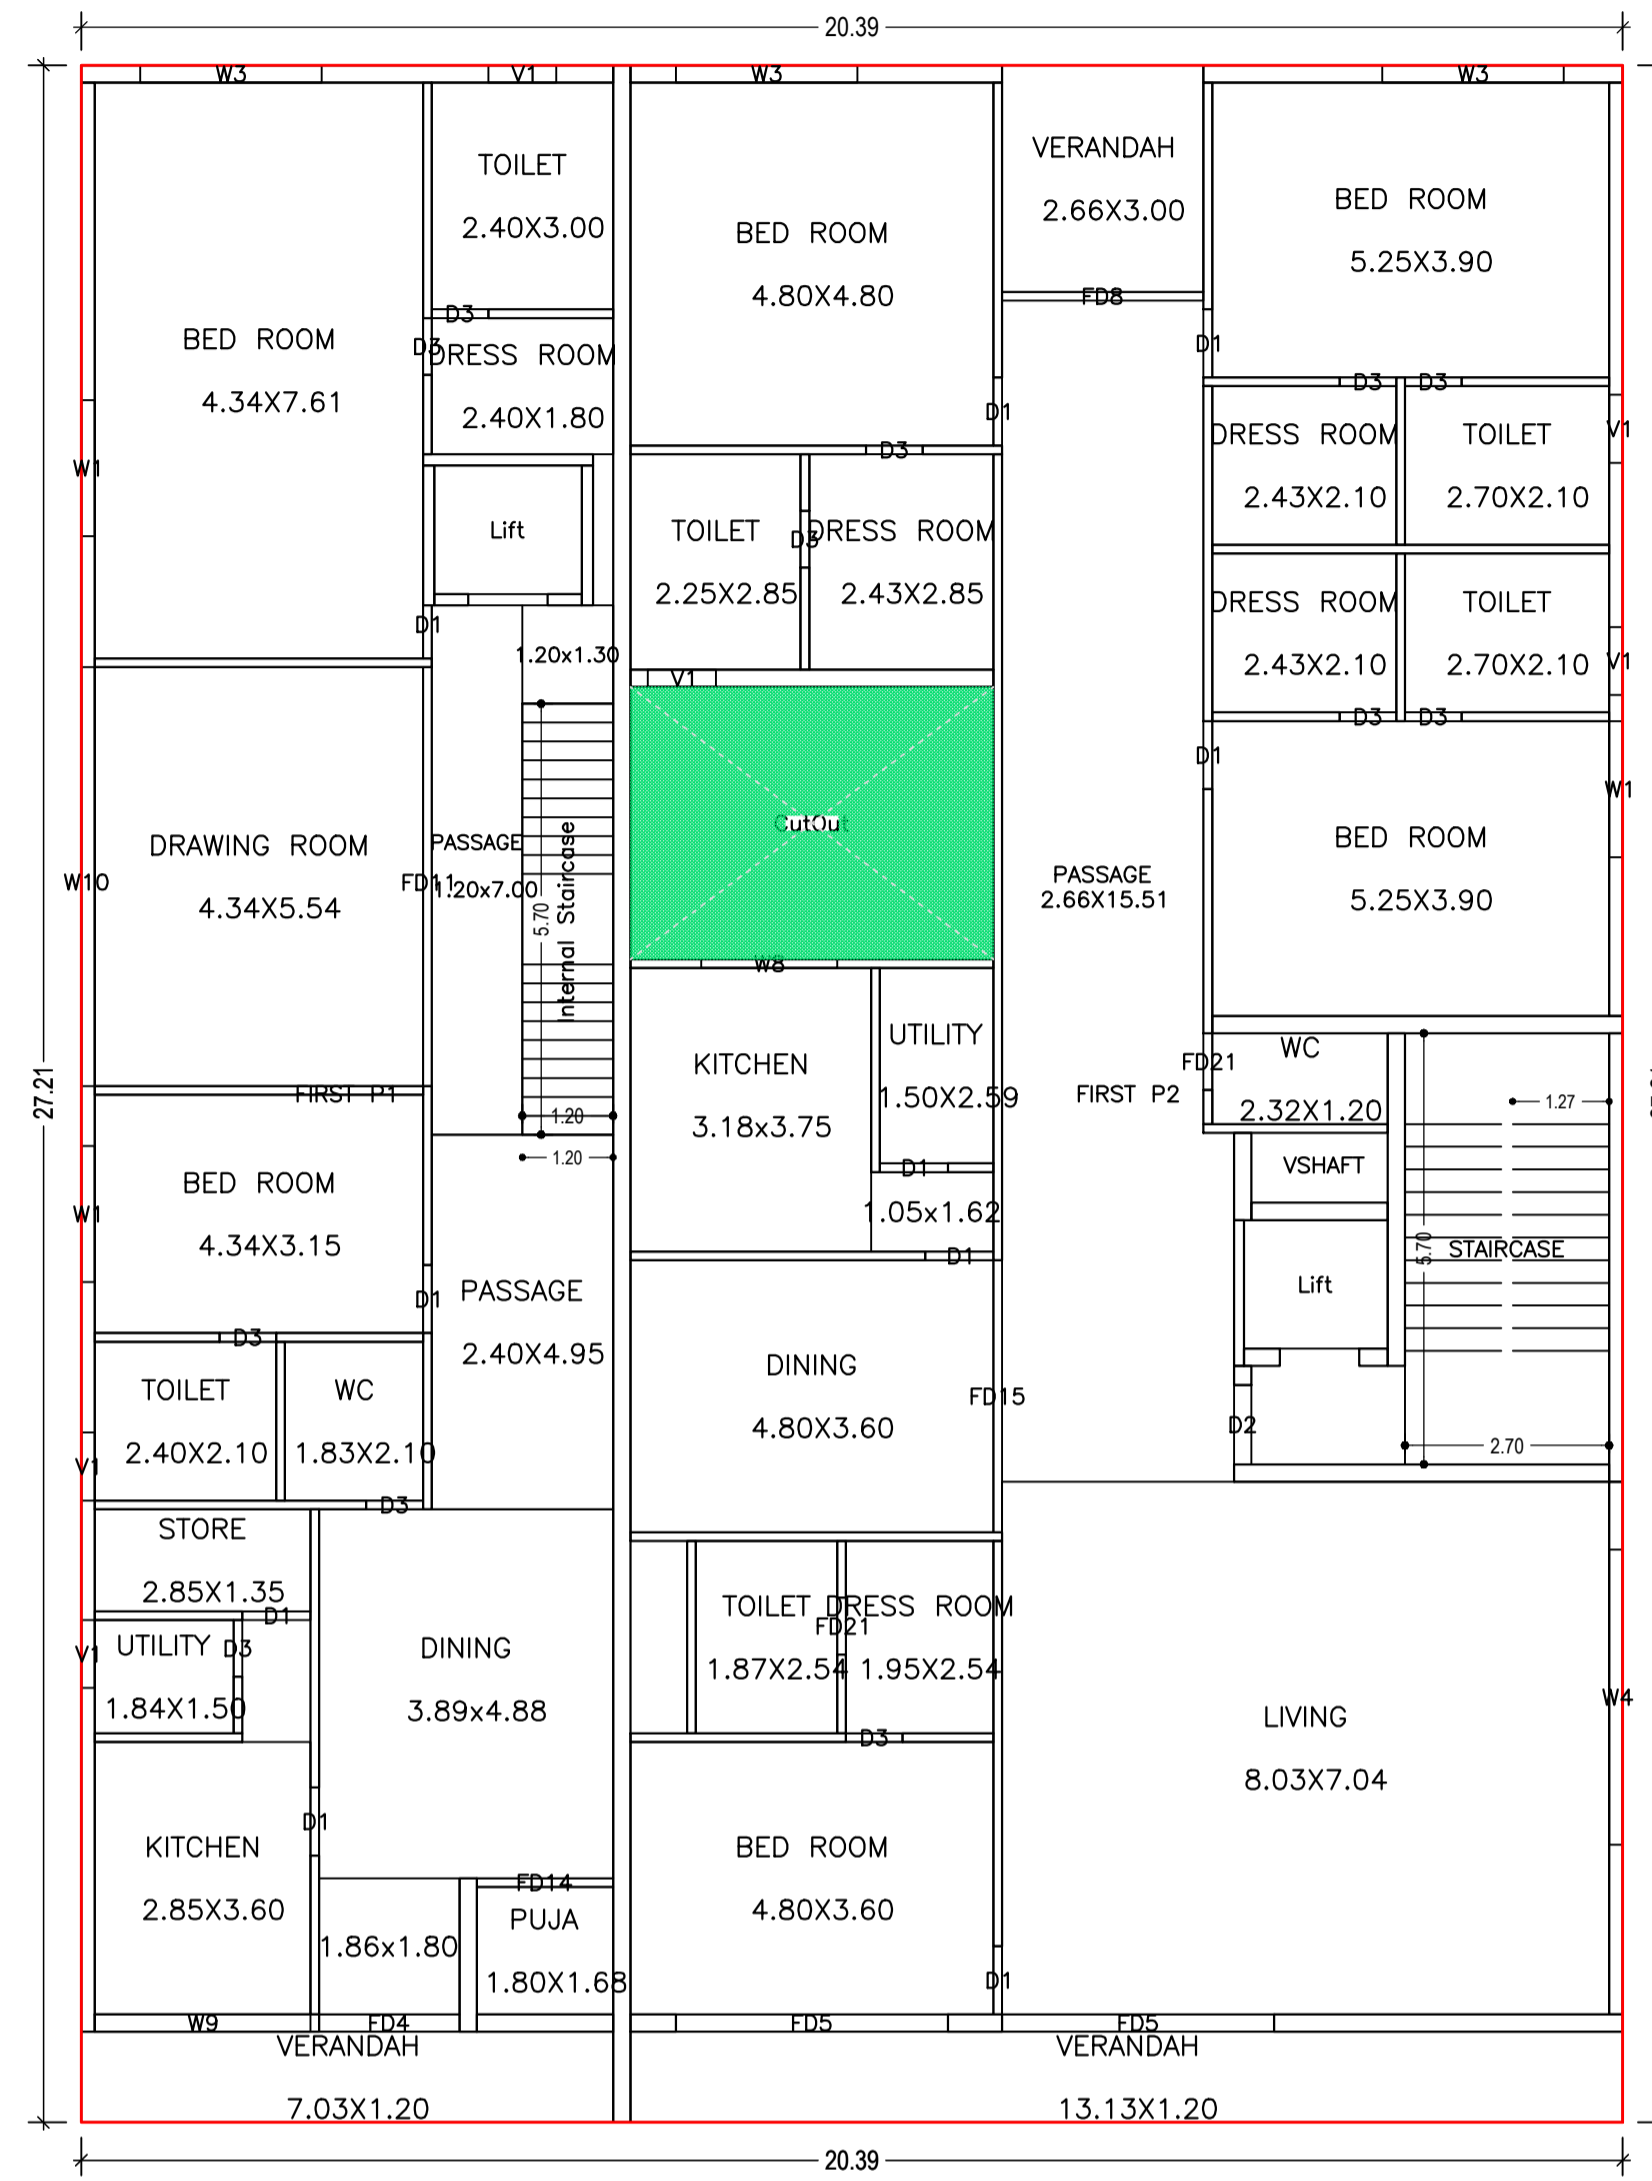 20.39
W3
V1
W3
W3
TOILET
2.40X3.00
VERANDAH
2.66X3.00
BED ROOM
4.80X4.80
BED ROOM
5.25X3.90
FD8
D3
D3
BED ROOM
4.34X7.61
DRESS ROOM
2.40X1.80
D1
D1
D3
D3
D3
W1
Lift
TOILET
2.25X2.85
D3
DRESS ROOM
2.43X2.85
DRESS ROOM
2.43X2.10
TOILET
2.70X2.10
V1
D1
1.20x1.30
V1
DRESS ROOM
2.43X2.10
TOILET
2.70X2.10
V1
D3
D3
D1
W1
DRAWING ROOM
4.34X5.54
W10
FD11
PASSAGE
1.20x7.00
5.70
Internal Staircase
CutOut
PASSAGE
2.66X15.51
BED ROOM
5.25X3.90
W8
KITCHEN
3.18x3.75
UTILITY
1.50X2.59
FD21
WC
2.32X1.20
1.27
27.21
FIRST P1
1.20
1.20
FIRST P2
VSHAFT
D1
1.05x1.62
BED ROOM
4.34X3.15
W1
D1
D1
PASSAGE
2.40X4.95
5.70
STAIRCASE
Lift
D3
DINING
4.80X3.60
FD15
D2
2.70
TOILET
2.40X2.10
WC
1.83X2.10
V1
D3
STORE
2.85X1.35
D1
UTILITY
1.84X1.50
D3
V1
DINING
3.89x4.88
TOILET
1.87X2.54
FD21
DRESS ROOM
1.95X2.54
D3
LIVING
8.03X7.04
W4
D1
KITCHEN
2.85X3.60
FD14
PUJA
1.80X1.68
1.86x1.80
BED ROOM
4.80X3.60
D1
W9
FD4
FD5
FD5
VERANDAH
7.03X1.20
VERANDAH
13.13X1.20
20.39